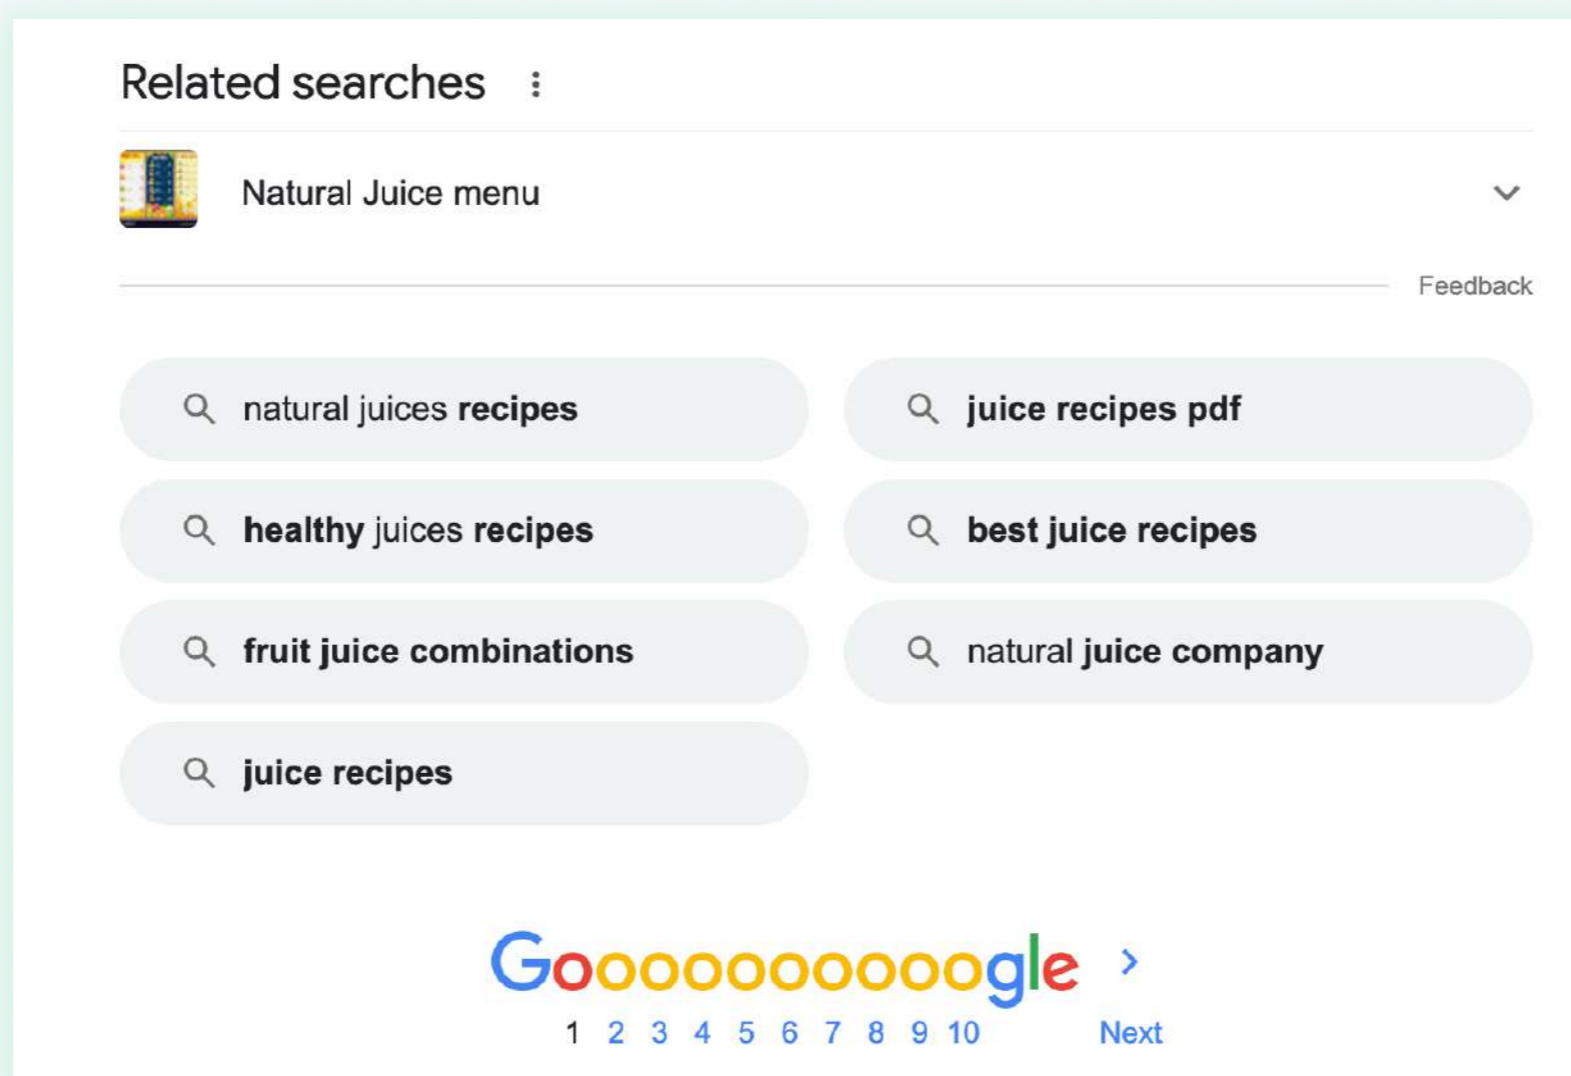 Related searches
Natural Juice menu
Feedback
natural juices recipes
juice recipes pdf
healthy juices recipes
best juice recipes
fruit juice combinations
natural juice company
juice recipes
Goooooooooogle >
1 2 3 4 5 6 7 8 9 10 Next